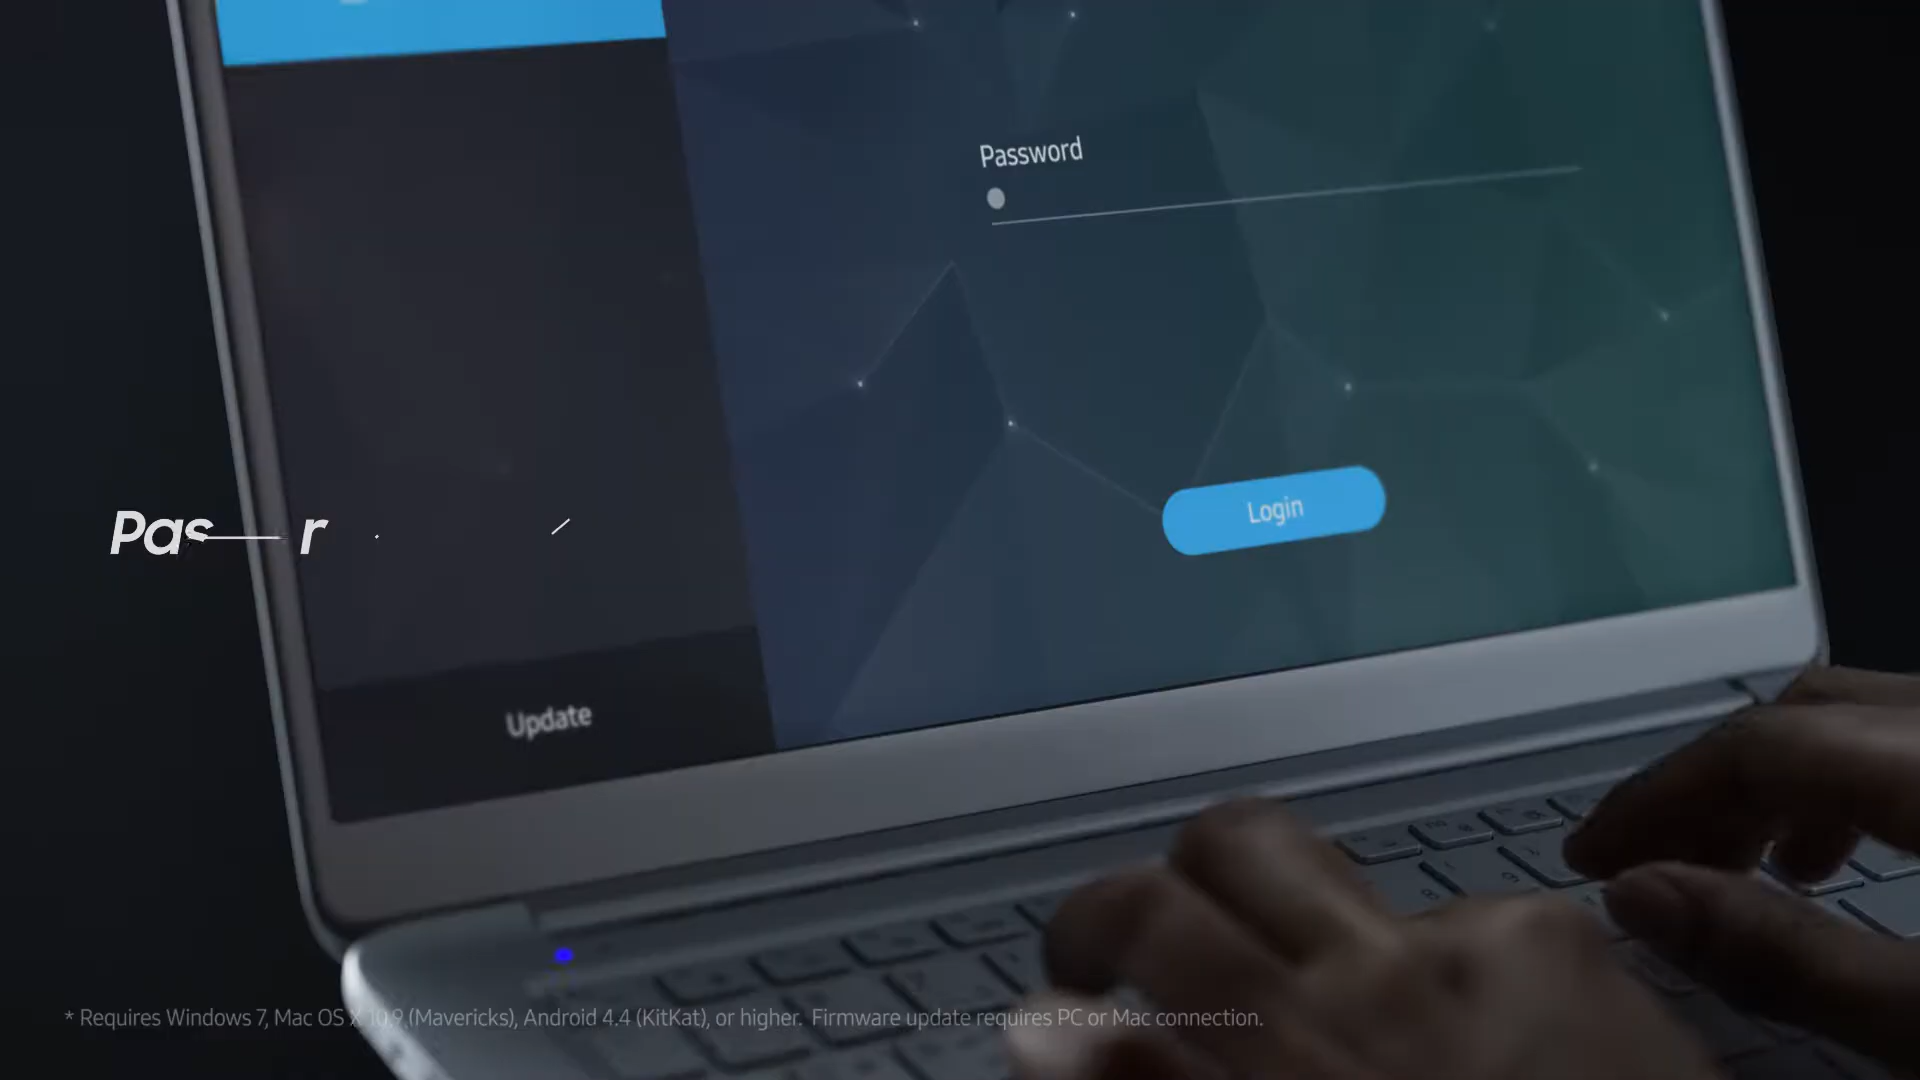 Password
Login
Pas r
Update
* Requires Windows 7, Mac OS X 10.9 (Mavericks), Android 4.4 (KitKat), or higher. Firmware update requires PC or Mac connection.